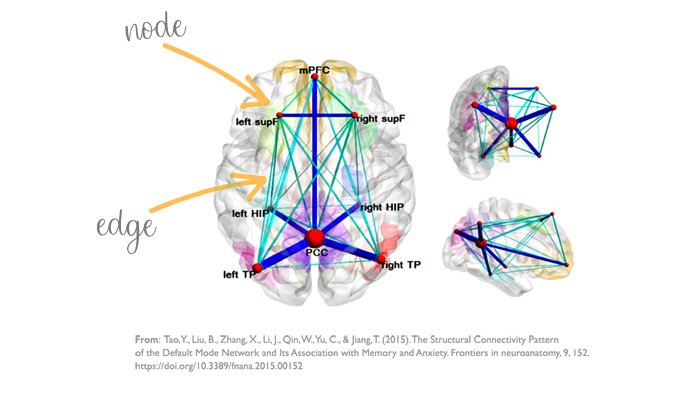 node
mPFC
left supF
right supF
edge
left HIP
right HIP
PCC
left TP
right TP
From: Tao, Y., Liu, B., Zhang, X., Li, J., Qin, W., Yu, C., & Jiang, T. (2015). The Structural Connectivity Pattern
of the Default Mode Network and Its Association with Memory and Anxiety. Frontiers in neuroanatomy, 9, 152.
https://doi.org/10.3389/fnana.2015.00152